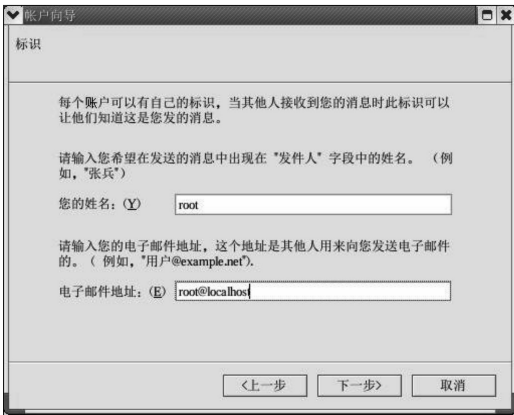 帐户向导
标识
每个账户可以有自己的标识，当其他人接收到您的消息时此标识可以
让他们知道这是您发的消息。
请输入您希望在发送的消息中出现在 "发件人" 字段中的姓名。 （例
如，"张兵"）
您的姓名：(Y) root
请输入您的电子邮件地址，这个地址是其他人用来向您发送电子邮件
的。（ 例如，"用户@example.net").
电子邮件地址：(E) root@localhost
<上一步 下一步> 取消